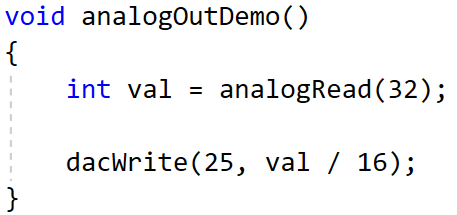 void analogOutDemo()
{
    int val = analogRead(32);
    dacWrite(25, val / 16);
}